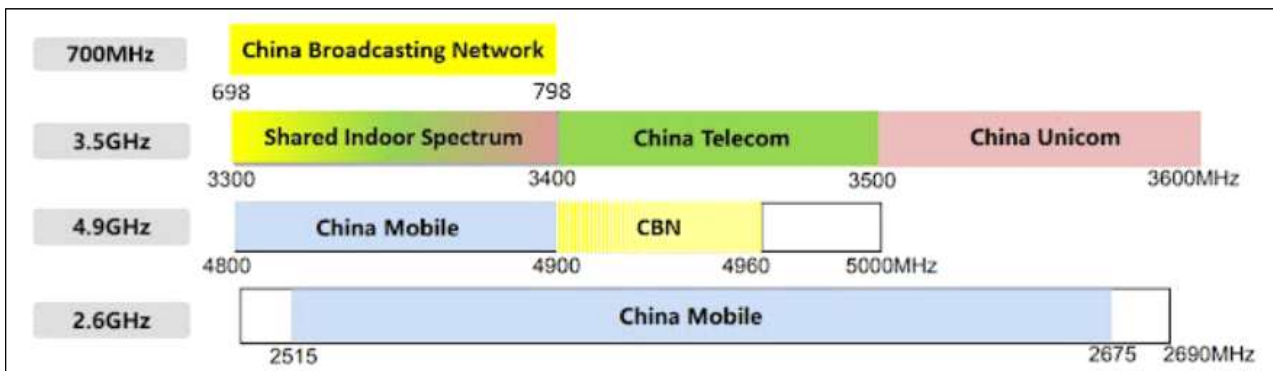 700MHz
China Broadcasting Network
698 798
3.5GHz
Shared Indoor Spectrum China Telecom China Unicom
3300 3400 3500 3600MHz
4.9GHz
China Mobile CBN
4800 4900 4960 5000MHz
2.6GHz
China Mobile
2515 2675 2690MHz